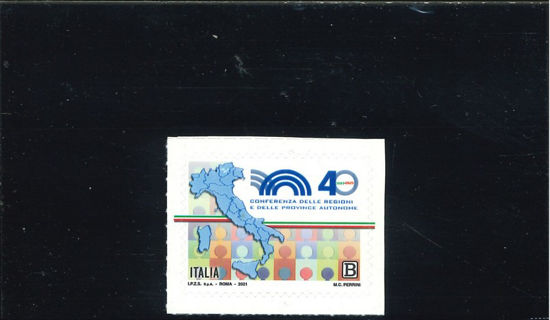 40
CONFERENZA DELLE REGIONI
E DELLE PROVINCE AUTONOME
ITALIA
B
I.P.Z.S. S.p.A. - ROMA - 2021
M.C. PERRINI